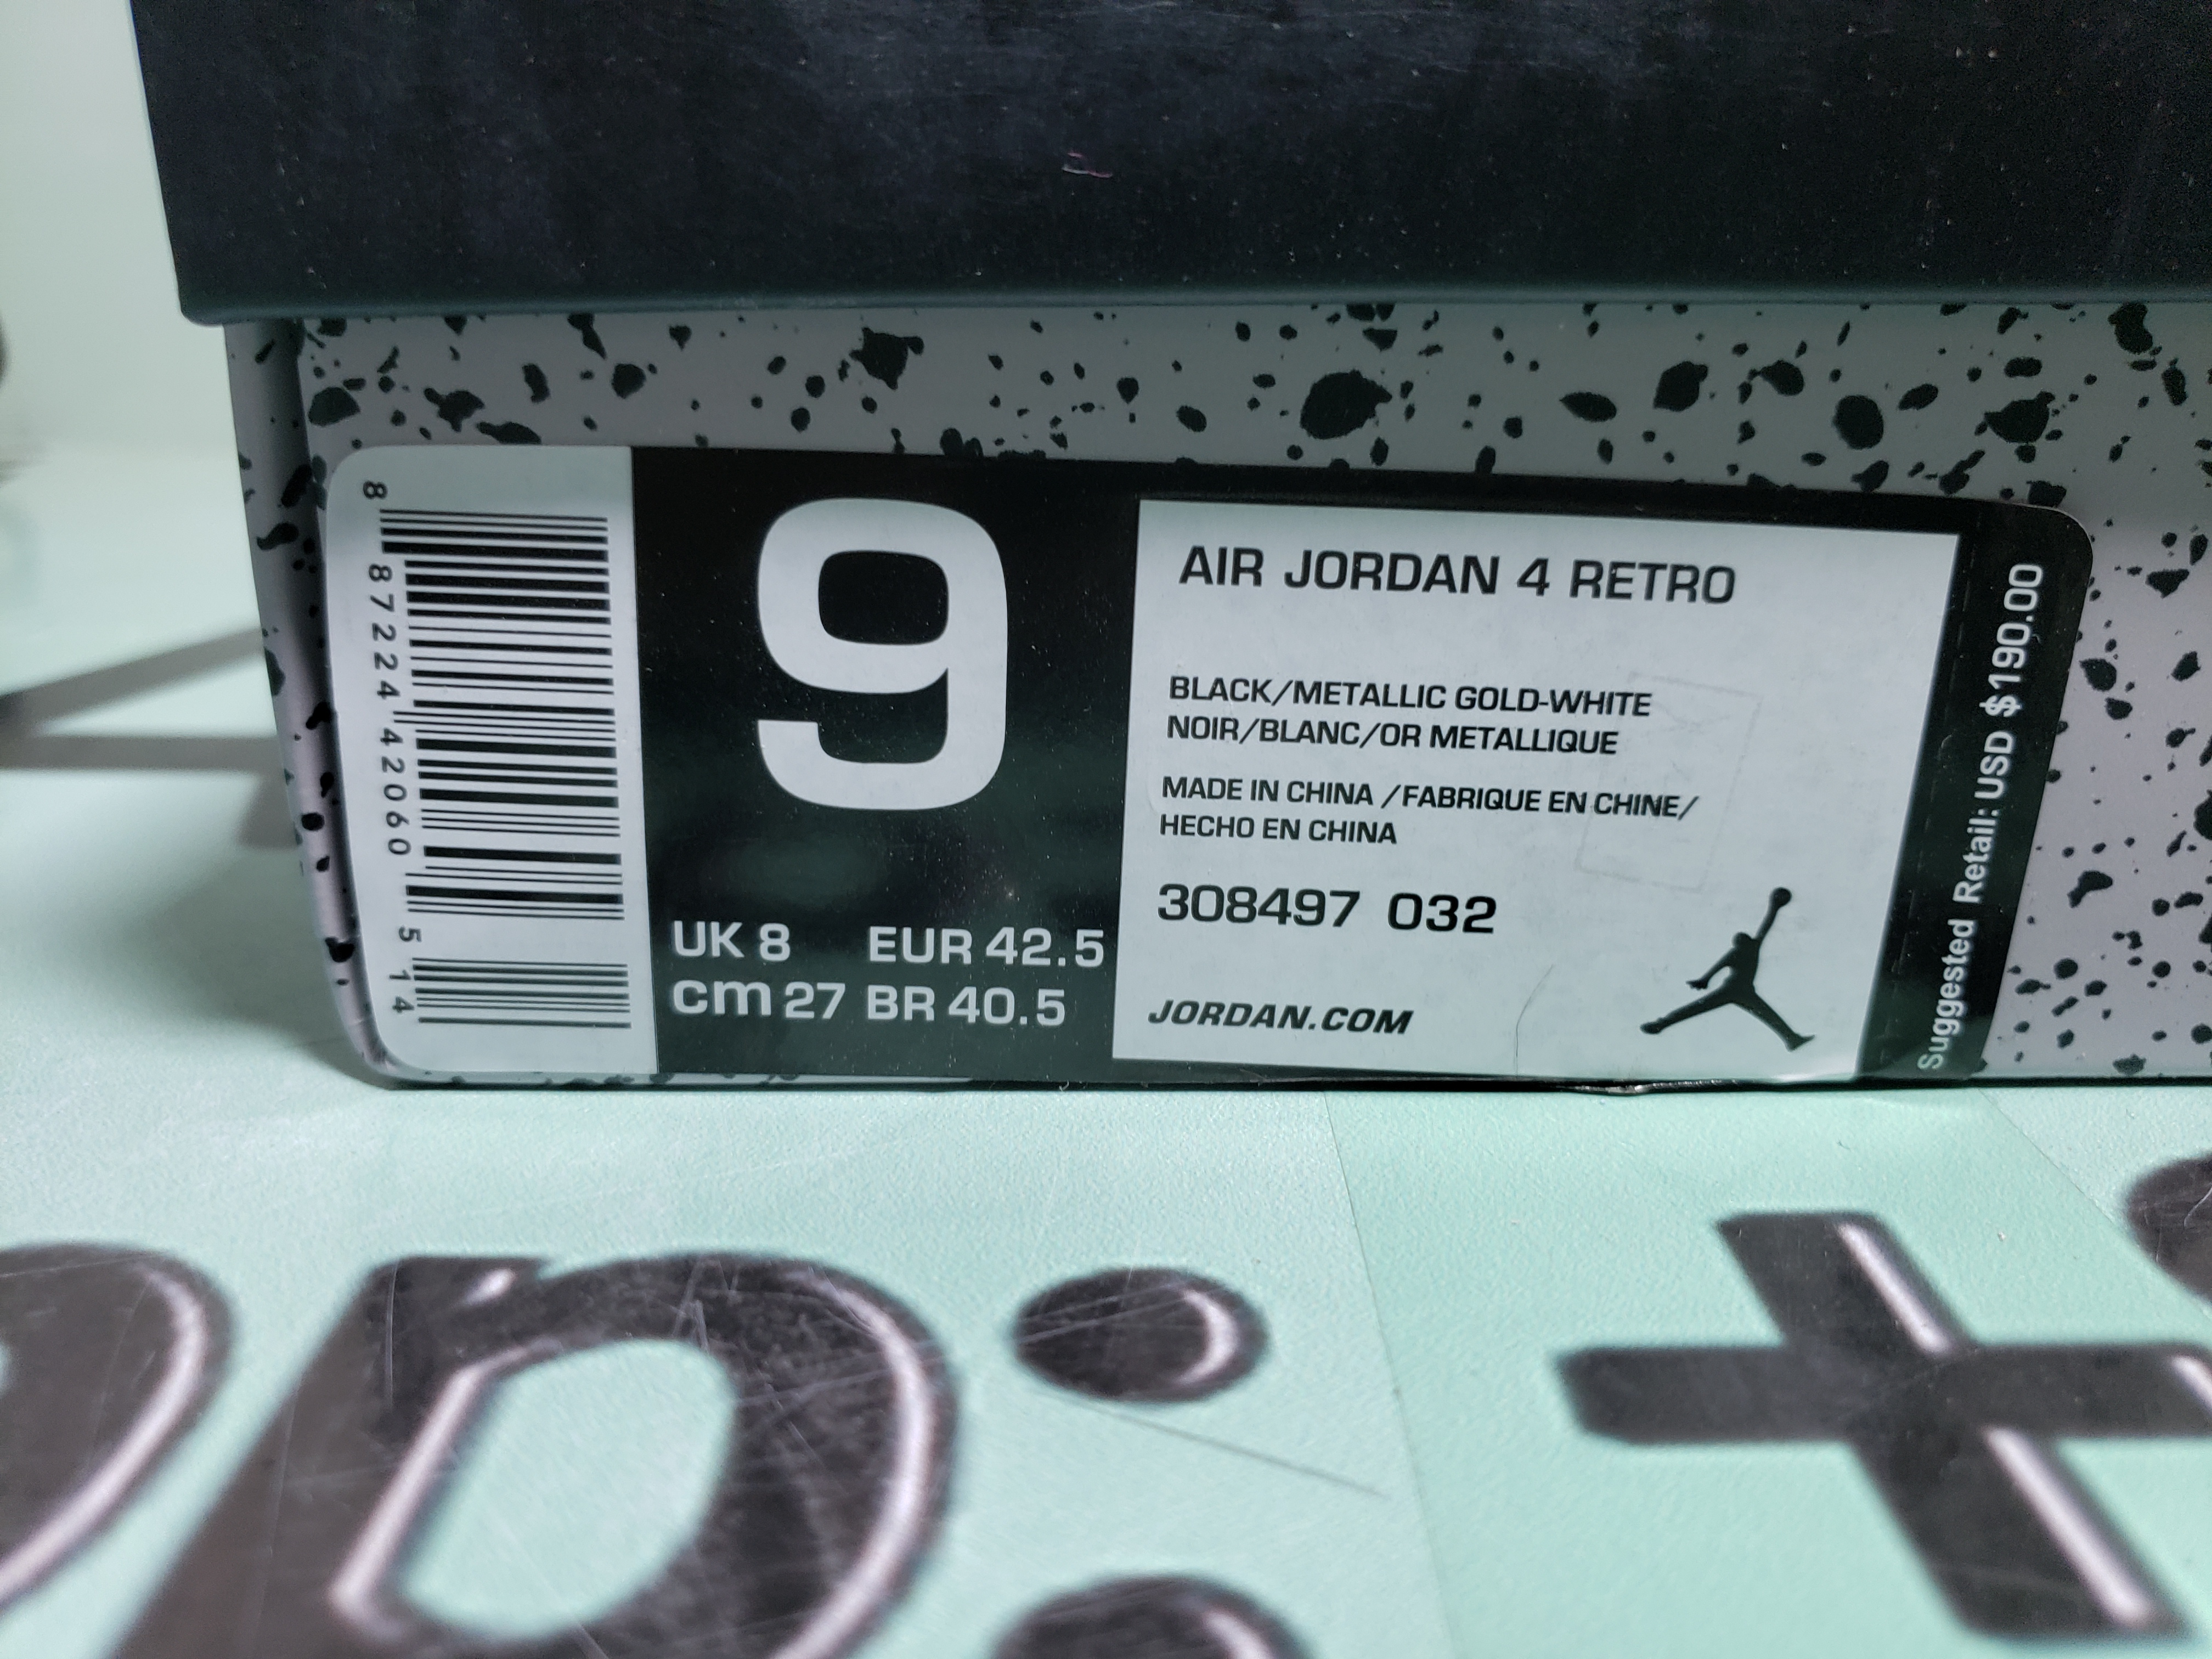 8 87224 42060 5 14
9
UK 8 EUR 42.5
cm 27 BR 40.5
AIR JORDAN 4 RETRO
BLACK/METALLIC GOLD-WHITE
NOIR/BLANC/OR METALLIQUE
MADE IN CHINA /FABRIQUE EN CHINE/
HECHO EN CHINA
308497 032
JORDAN.COM
Suggested Retail: USD $190.00